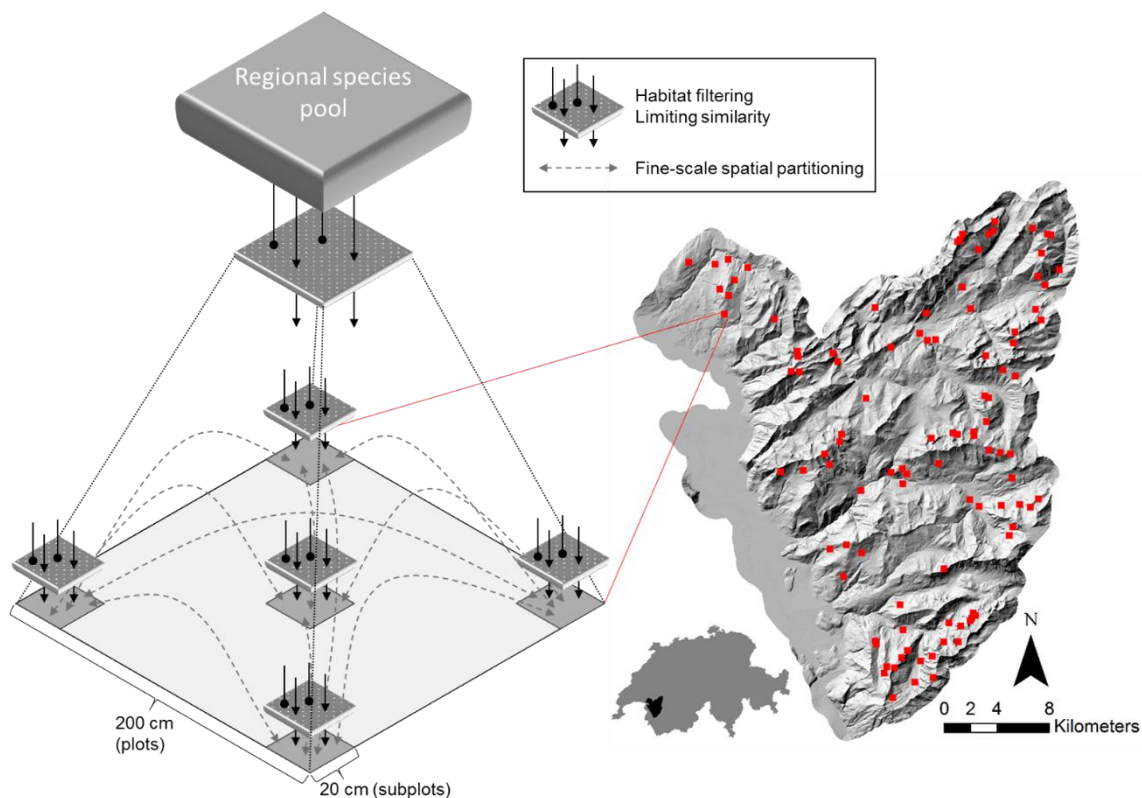 Regional species
pool
Habitat filtering
Limiting similarity
Fine-scale spatial partitioning
200 cm
(plots)
20 cm (subplots)
N
0 2 4 8
Kilometers